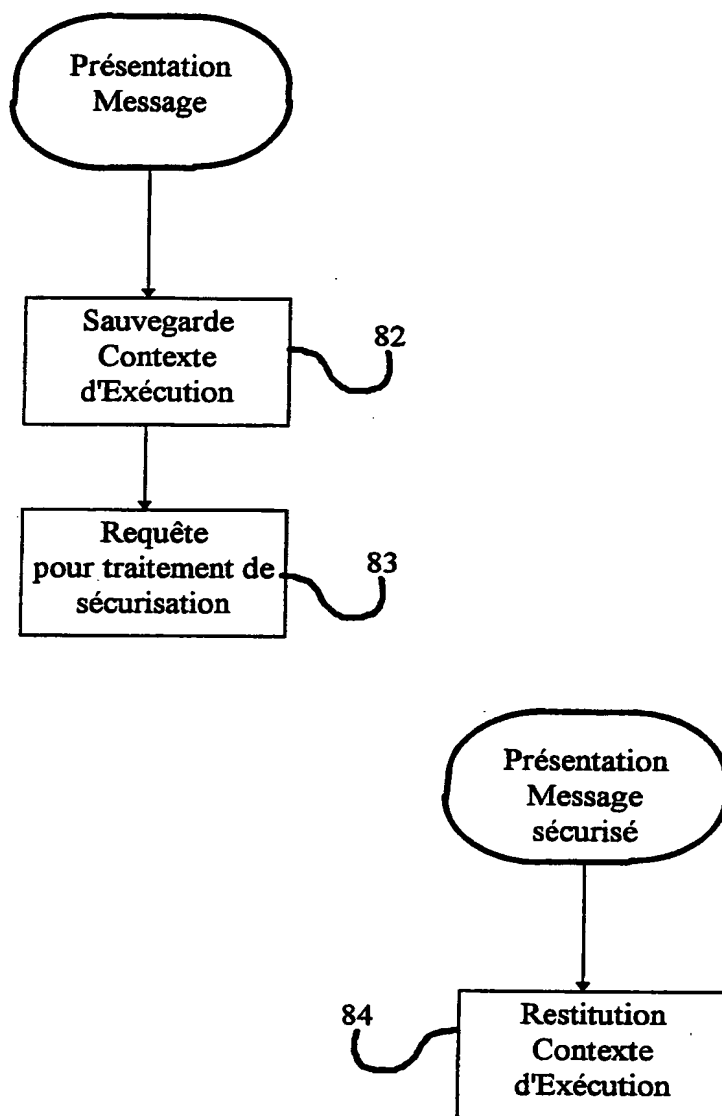 Présentation
Message
Sauvegarde
Contexte
d'Exécution
82
Requête
pour traitement de
sécurisation
83
Présentation
Message
sécurisé
84
Restitution
Contexte
d'Exécution